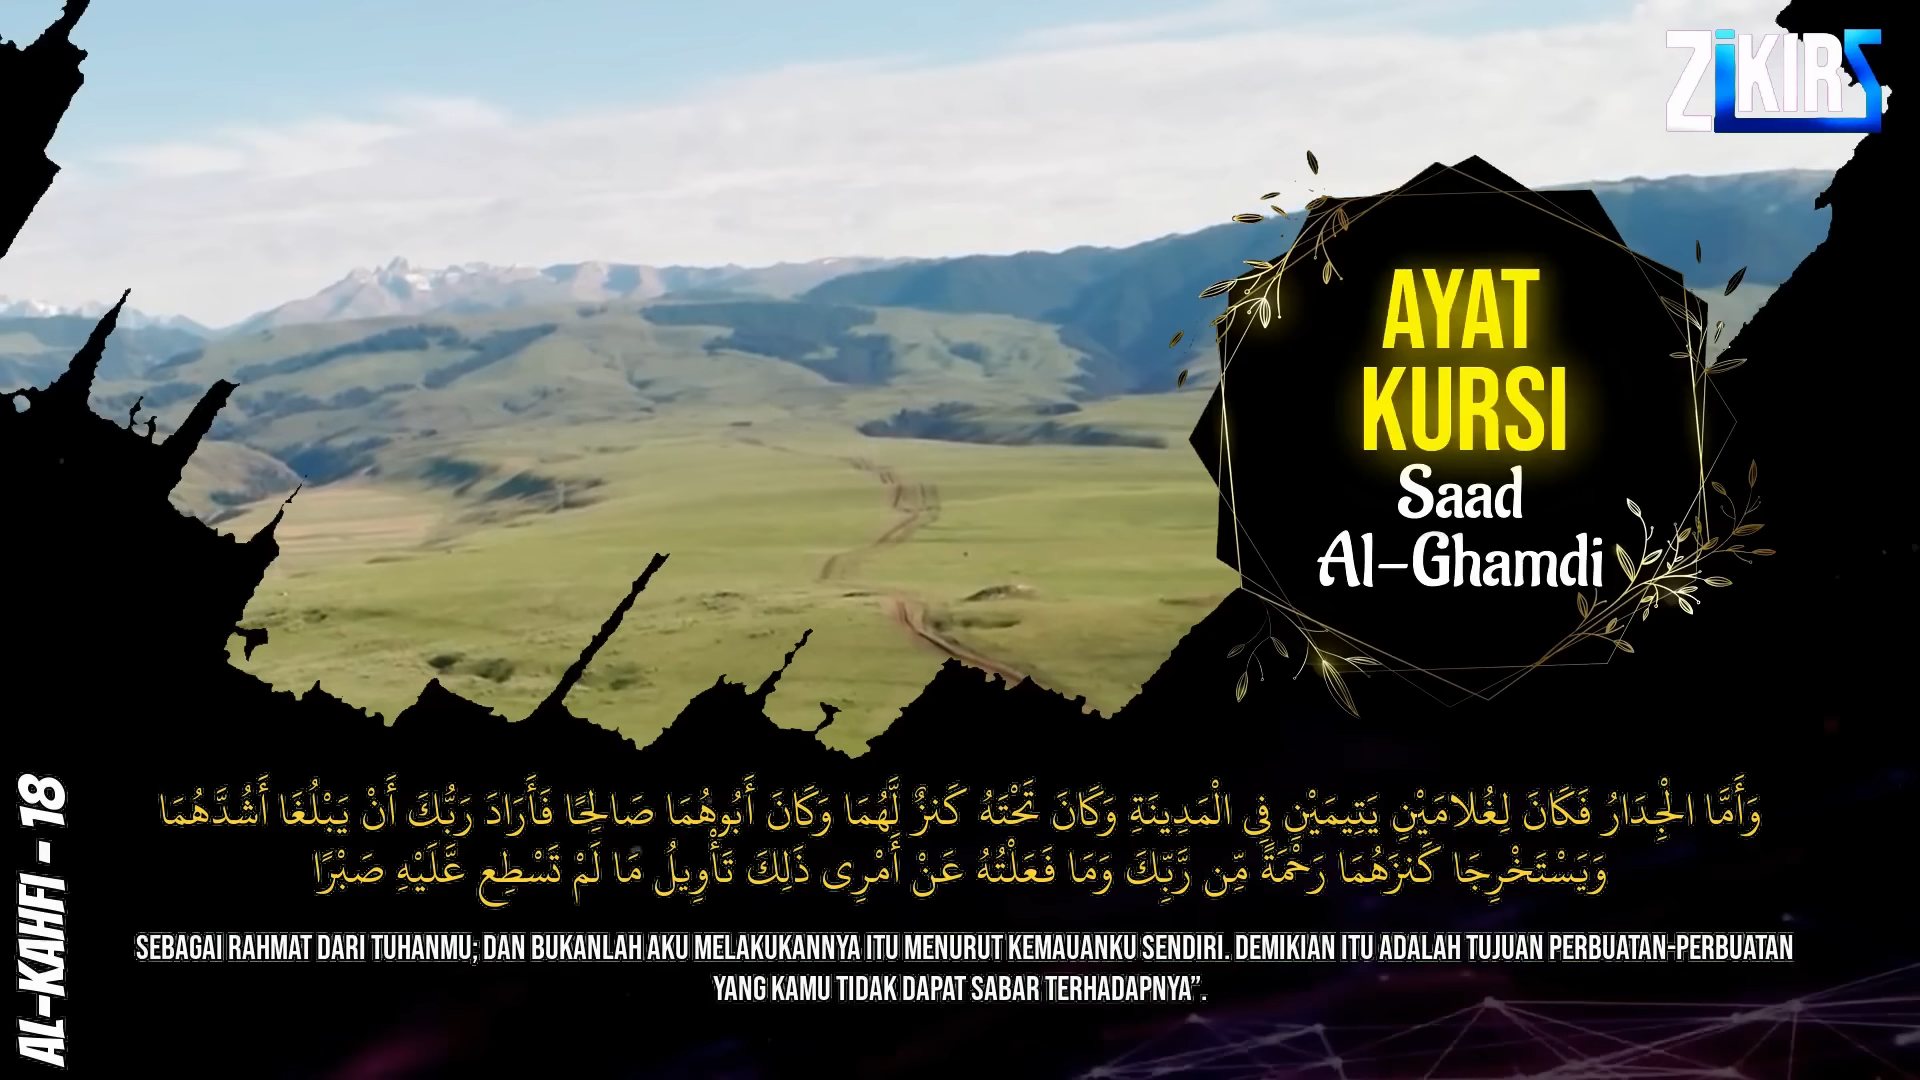 ZiKIRZ
AYAT
KURSI
Saad
Al-Ghamdi
وَأَمَّا الْجِدَارُ فَكَانَ لِغُلَامَيْنِ يَتِيمَيْنِ فِي الْمَدِينَةِ وَكَانَ تَحْتَهُ كَنزٌ لَّهُمَا وَكَانَ أَبُوهُمَا صَالِحًا فَأَرَادَ رَبُّكَ أَنْ يَبْلُغَا أَشُدَّهُمَا
وَيَسْتَخْرِجَا كَنزَهُمَا رَحْمَةً مِّن رَّبِّكَ وَمَا فَعَلْتُهُ عَنْ أَمْرِى ذَلِكَ تَأْوِيلُ مَا لَمْ تَسْطِع عَّلَيْهِ صَبْرًا
SEBAGAI RAHMAT DARI TUHANMU; DAN BUKANLAH AKU MELAKUKANNYA ITU MENURUT KEMAUANKU SENDIRI. DEMIKIAN ITU ADALAH TUJUAN PERBUATAN-PERBUATAN
YANG KAMU TIDAK DAPAT SABAR TERHADAPNYA”.
AL-KAHFI - 18